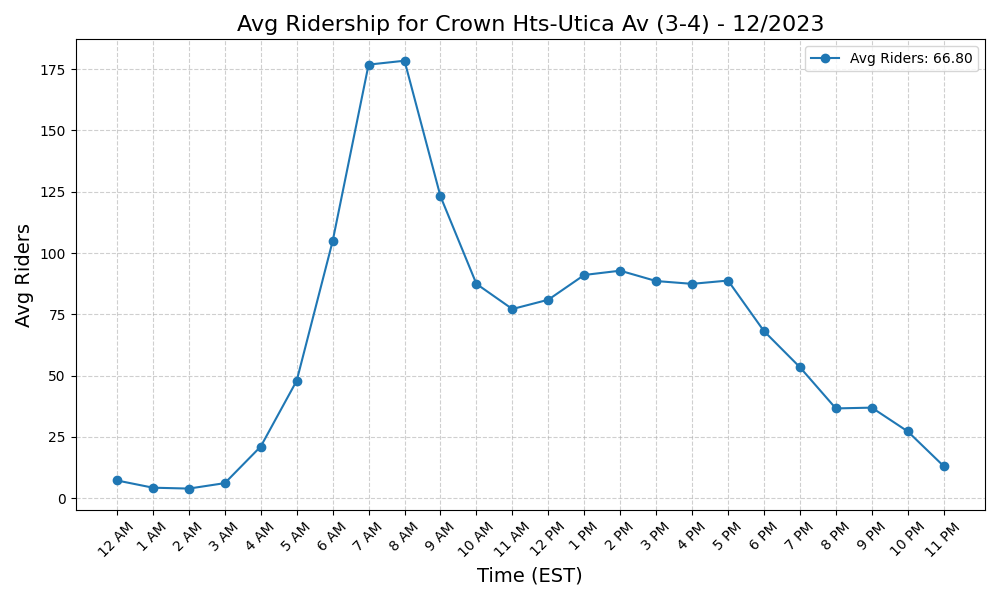 Avg Ridership for Crown Hts-Utica Av (3-4) - 12/2023
Avg Riders: 66.80
Avg Riders
175
150
125
100
75
50
25
0
12 AM
1 AM
2 AM
3 AM
4 AM
5 AM
6 AM
7 AM
8 AM
9 AM
10 AM
11 AM
12 PM
1 PM
2 PM
3 PM
4 PM
5 PM
6 PM
7 PM
8 PM
9 PM
10 PM
11 PM
Time (EST)